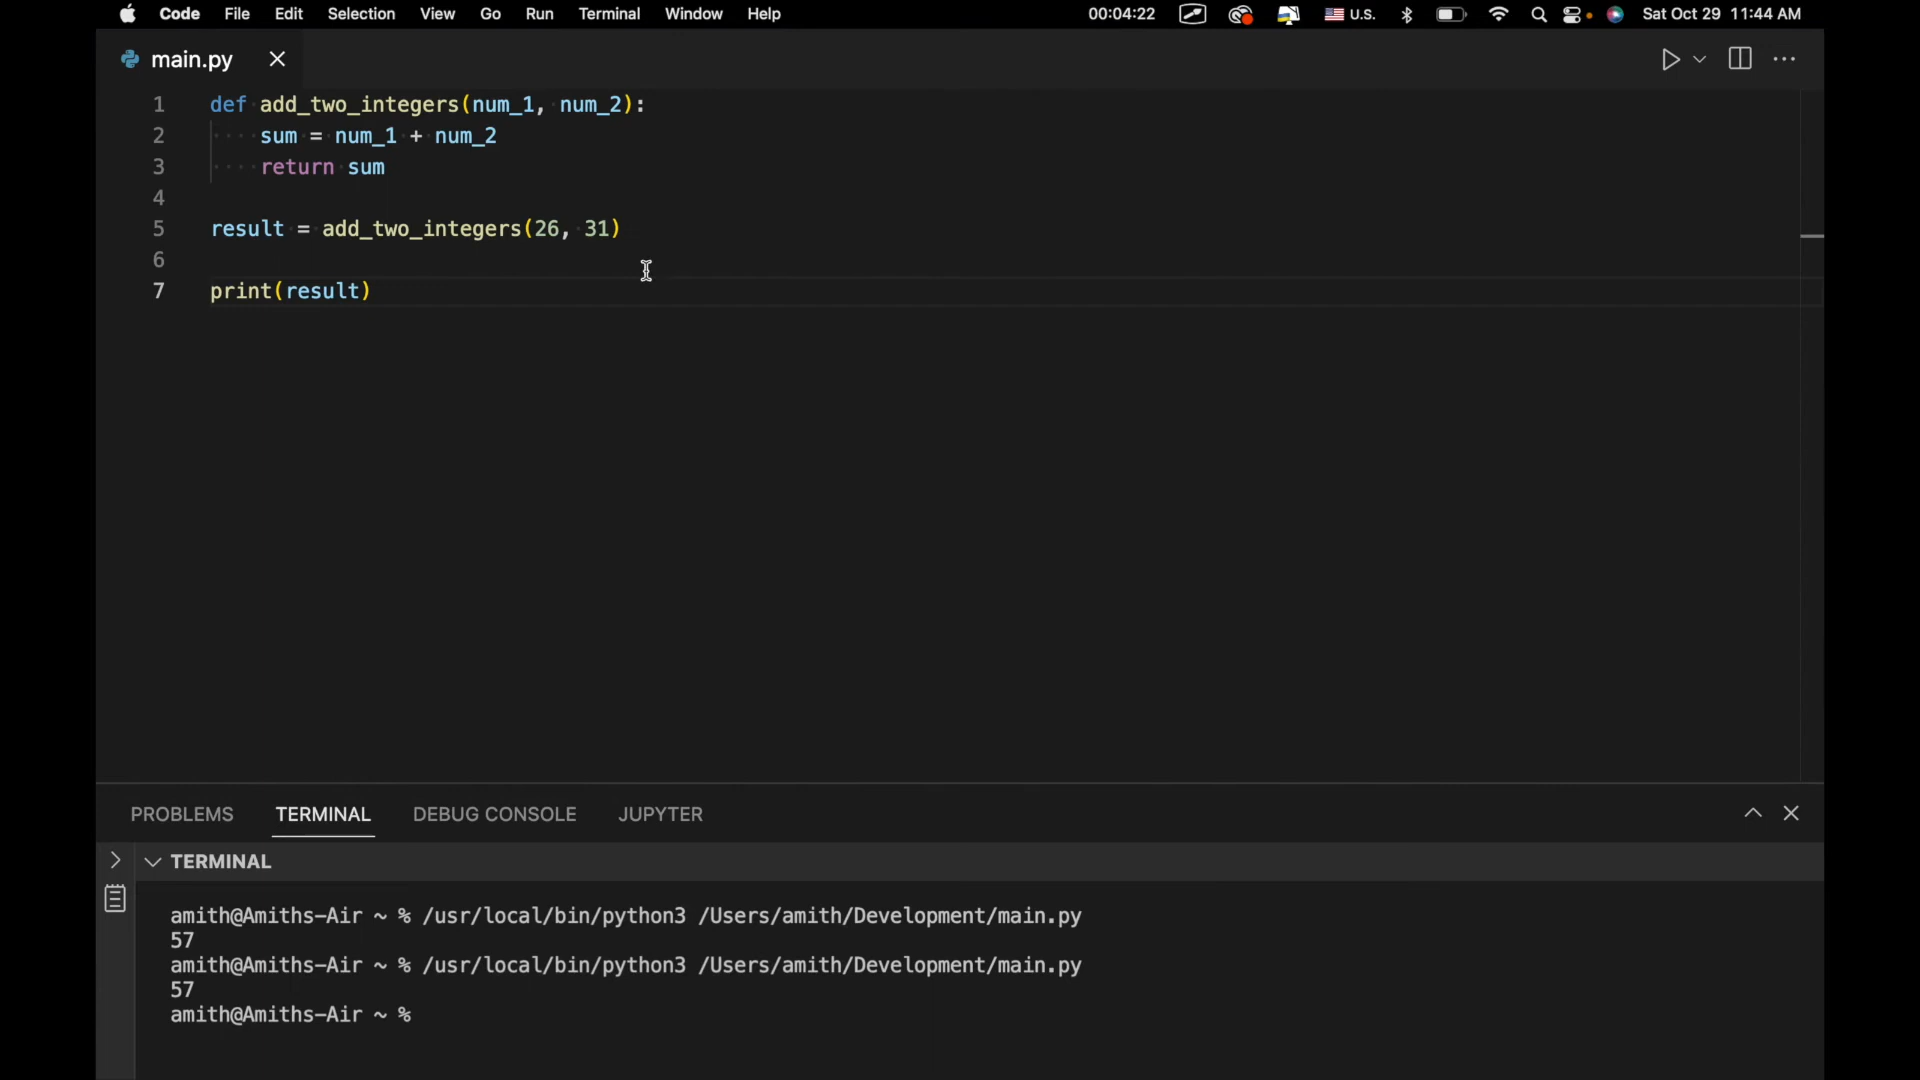 Code File Edit Selection View Go Run Terminal Window Help 00:04:22 U.S. Sat Oct 29 11:44 AM
main.py
1 def add_two_integers(num_1, num_2):
2     sum = num_1 + num_2
3     return sum
4
5 result = add_two_integers(26, 31)
6
7 print(result)
PROBLEMS TERMINAL DEBUG CONSOLE JUPYTER
TERMINAL
amith@Amiths-Air ~ % /usr/local/bin/python3 /Users/amith/Development/main.py
57
amith@Amiths-Air ~ % /usr/local/bin/python3 /Users/amith/Development/main.py
57
amith@Amiths-Air ~ %